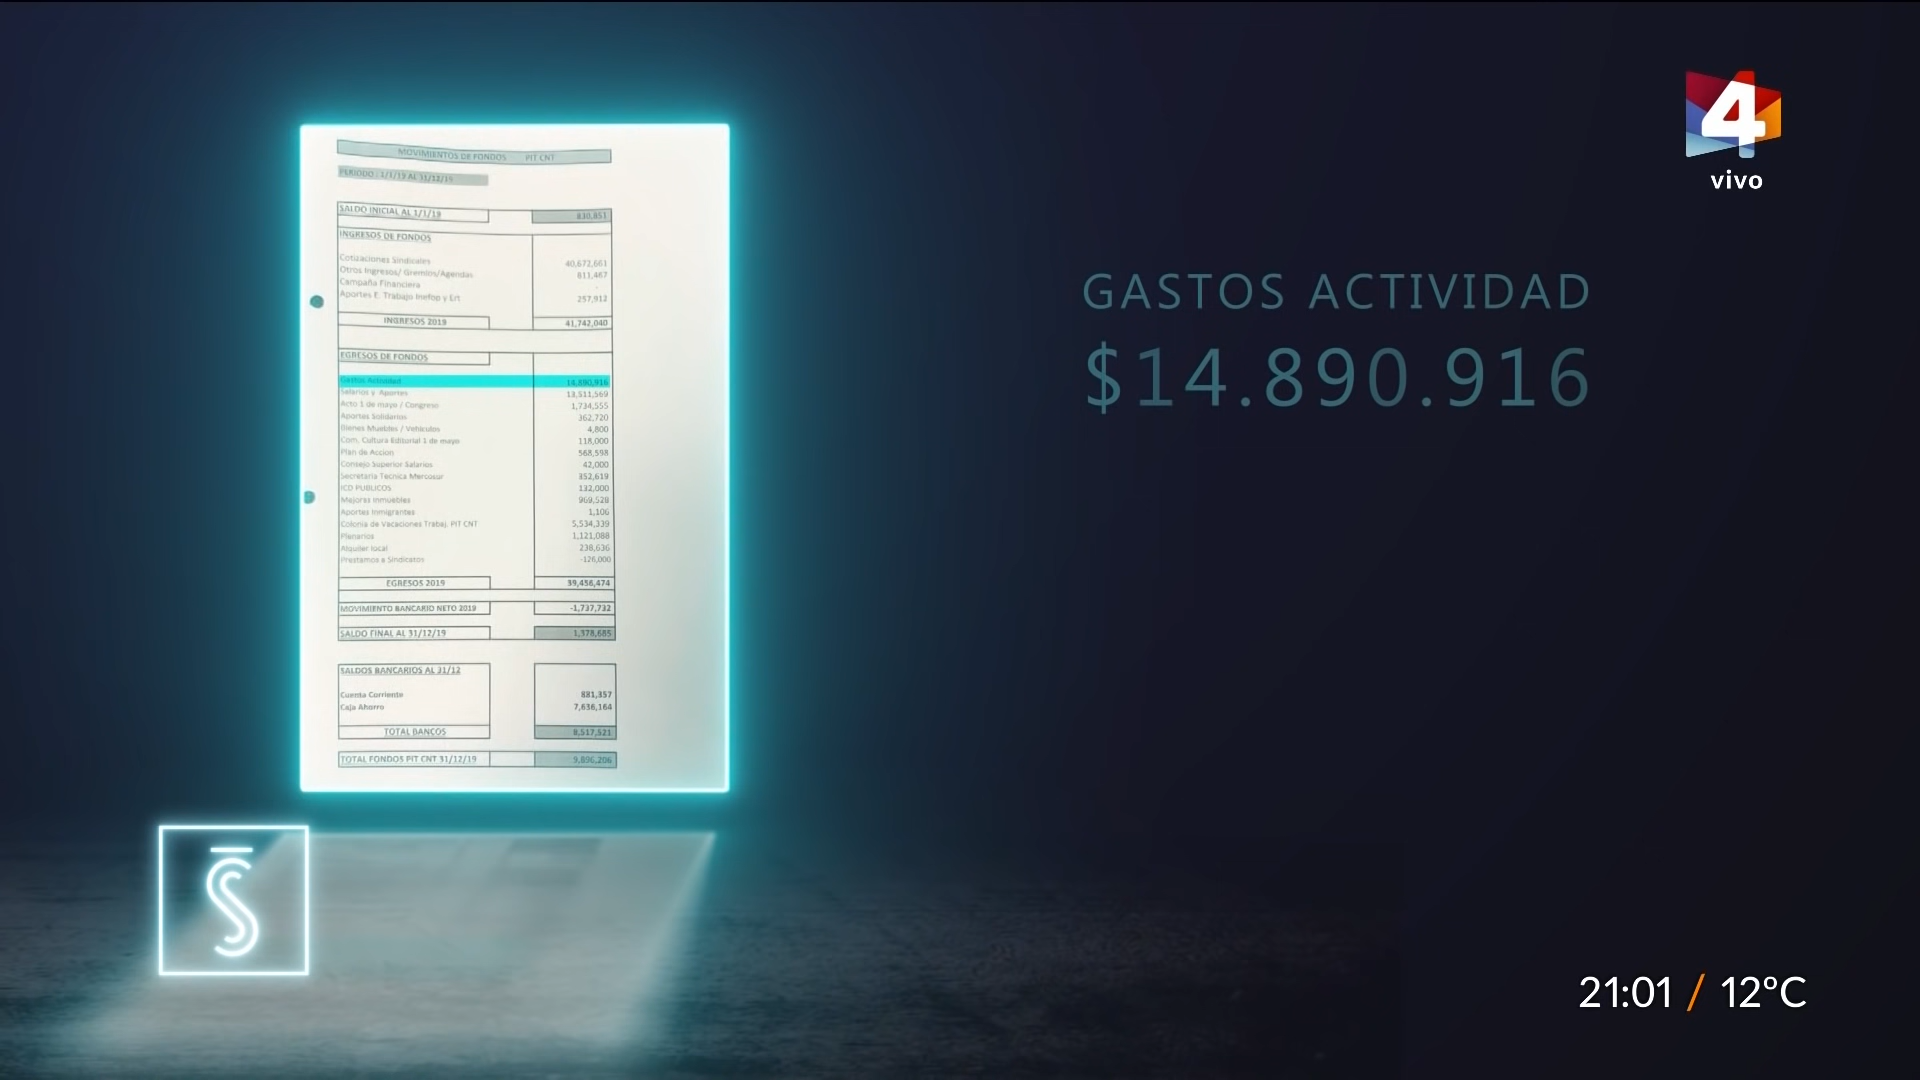 MOVIMIENTOS DE FONDOS PIT CNT
PERIODO : 1/1/19 AL 31/12/19
SALDO INICIAL AL 1/1/19 830,851
INGRESOS DE FONDOS
Cotizaciones Sindicales 40,672,661
Otros Ingresos/ Gremios/Agendas 811,467
Campaña Financiera -
Aportes E. Trabajo Inefop y Ert 257,912
INGRESOS 2019 41,742,040
EGRESOS DE FONDOS
Gastos Actividad 14,890,916
Salarios y Aportes 13,511,569
Acto 1 de mayo / Congreso 1,734,555
Aportes Solidarios 362,720
Bienes Muebles / Vehiculos 4,800
Com. Cultura Editorial 1 de mayo 118,000
Plan de Accion 568,598
Consejo Superior Salarios 42,000
Secretaria Tecnica Mercosur 352,619
ICD PUBLICOS 132,000
Mejoras Inmuebles 969,528
Aportes Inmigrantes 1,106
Colonia de Vacaciones Trabaj. PIT CNT 5,534,339
Plenarios 1,121,088
Alquiler local 238,636
Prestamos a Sindicatos -126,000
EGRESOS 2019 39,456,474
MOVIMIENTO BANCARIO NETO 2019 -1,737,732
SALDO FINAL AL 31/12/19 1,378,685
SALDOS BANCARIOS AL 31/12
Cuenta Corriente 881,357
Caja Ahorro 7,636,164
TOTAL BANCOS 8,517,521
TOTAL FONDOS PIT CNT 31/12/19 9,896,206
4
vivo
GASTOS ACTIVIDAD
$14.890.916
S
21:01 / 12°C